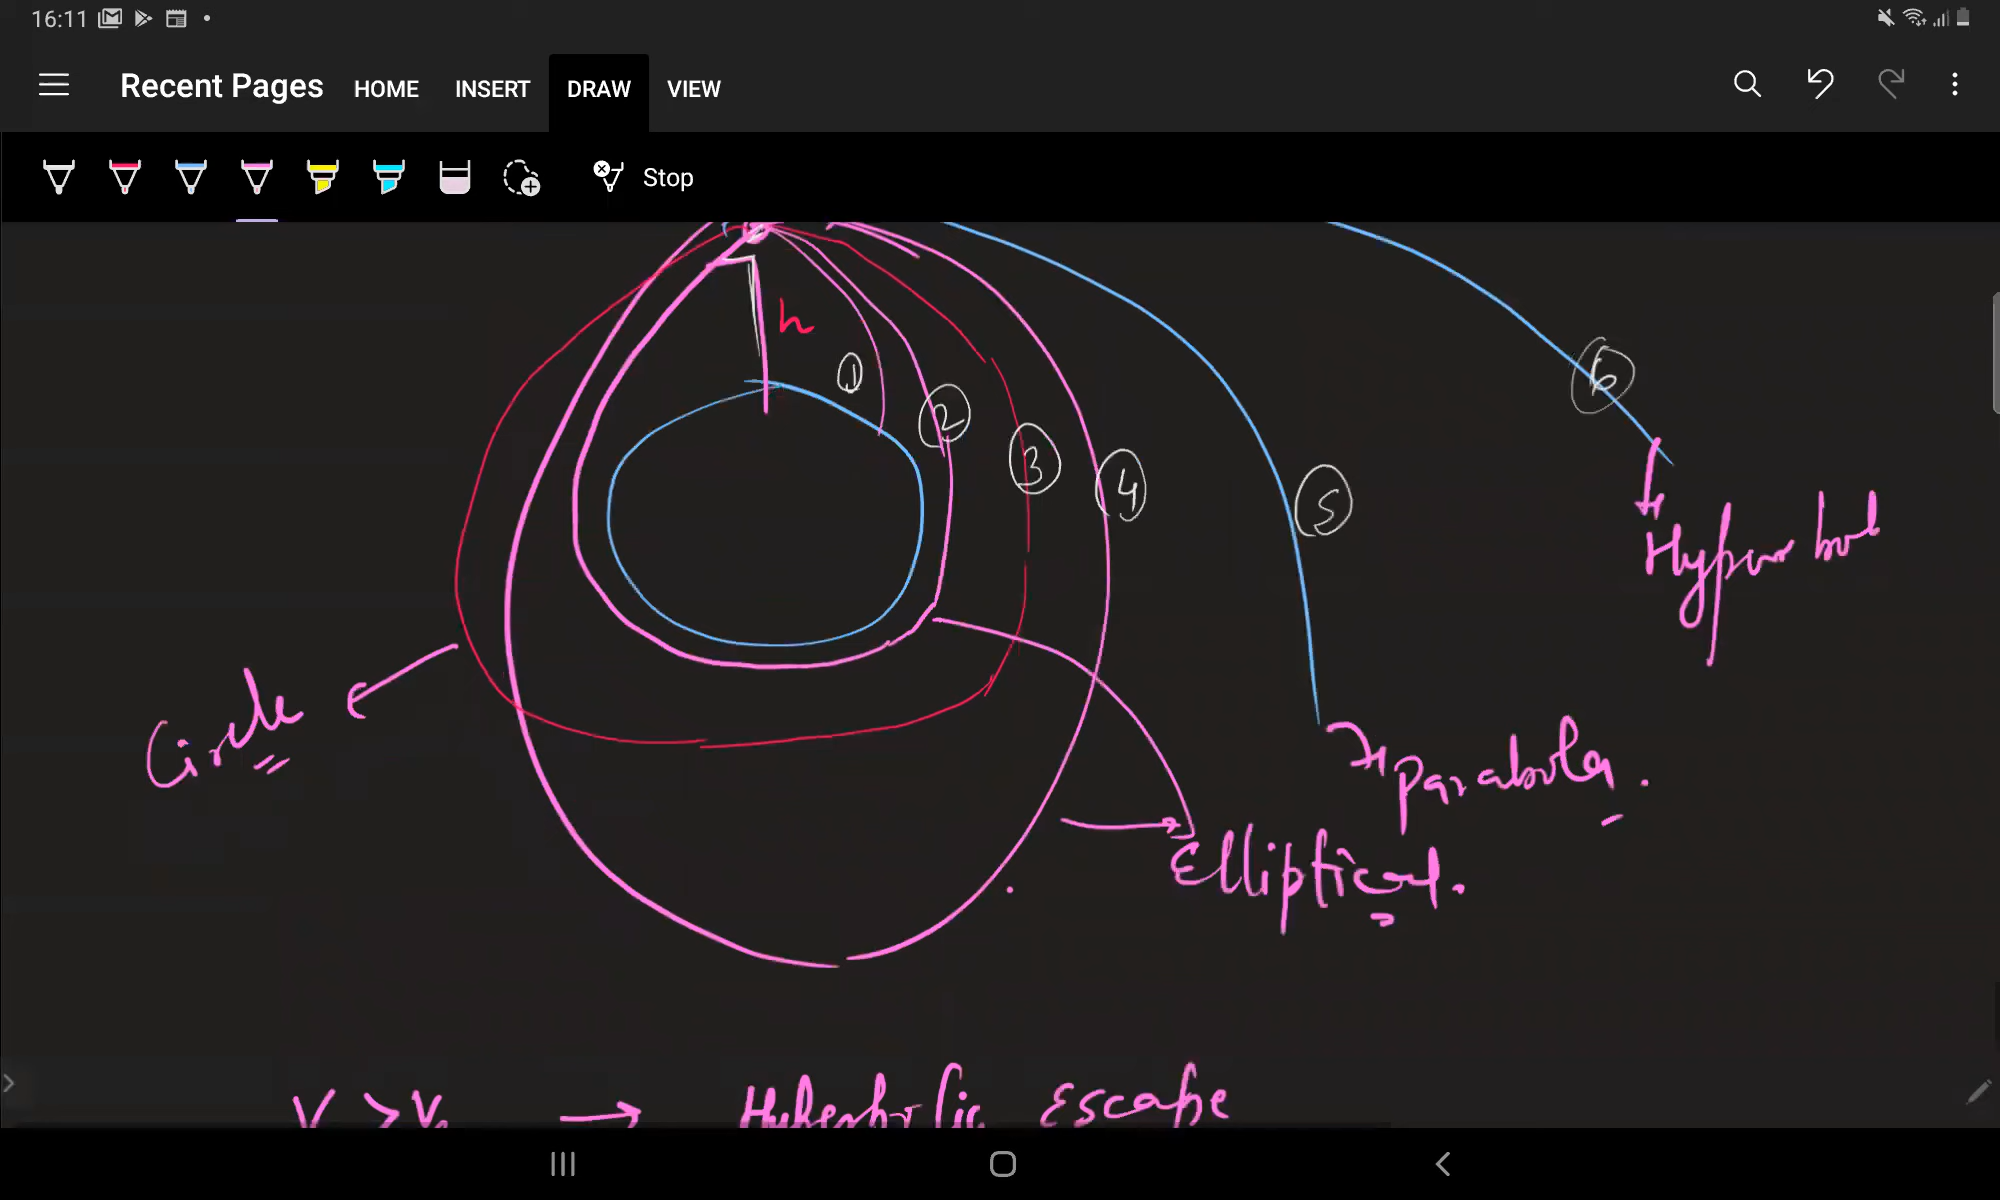 16:11
Recent Pages HOME INSERT DRAW VIEW
Stop
h
1
2
3
4
5
6
Hyperbol
Circle
Parabola.
Elliptical.
V > Ve → Hyperbolic Escape